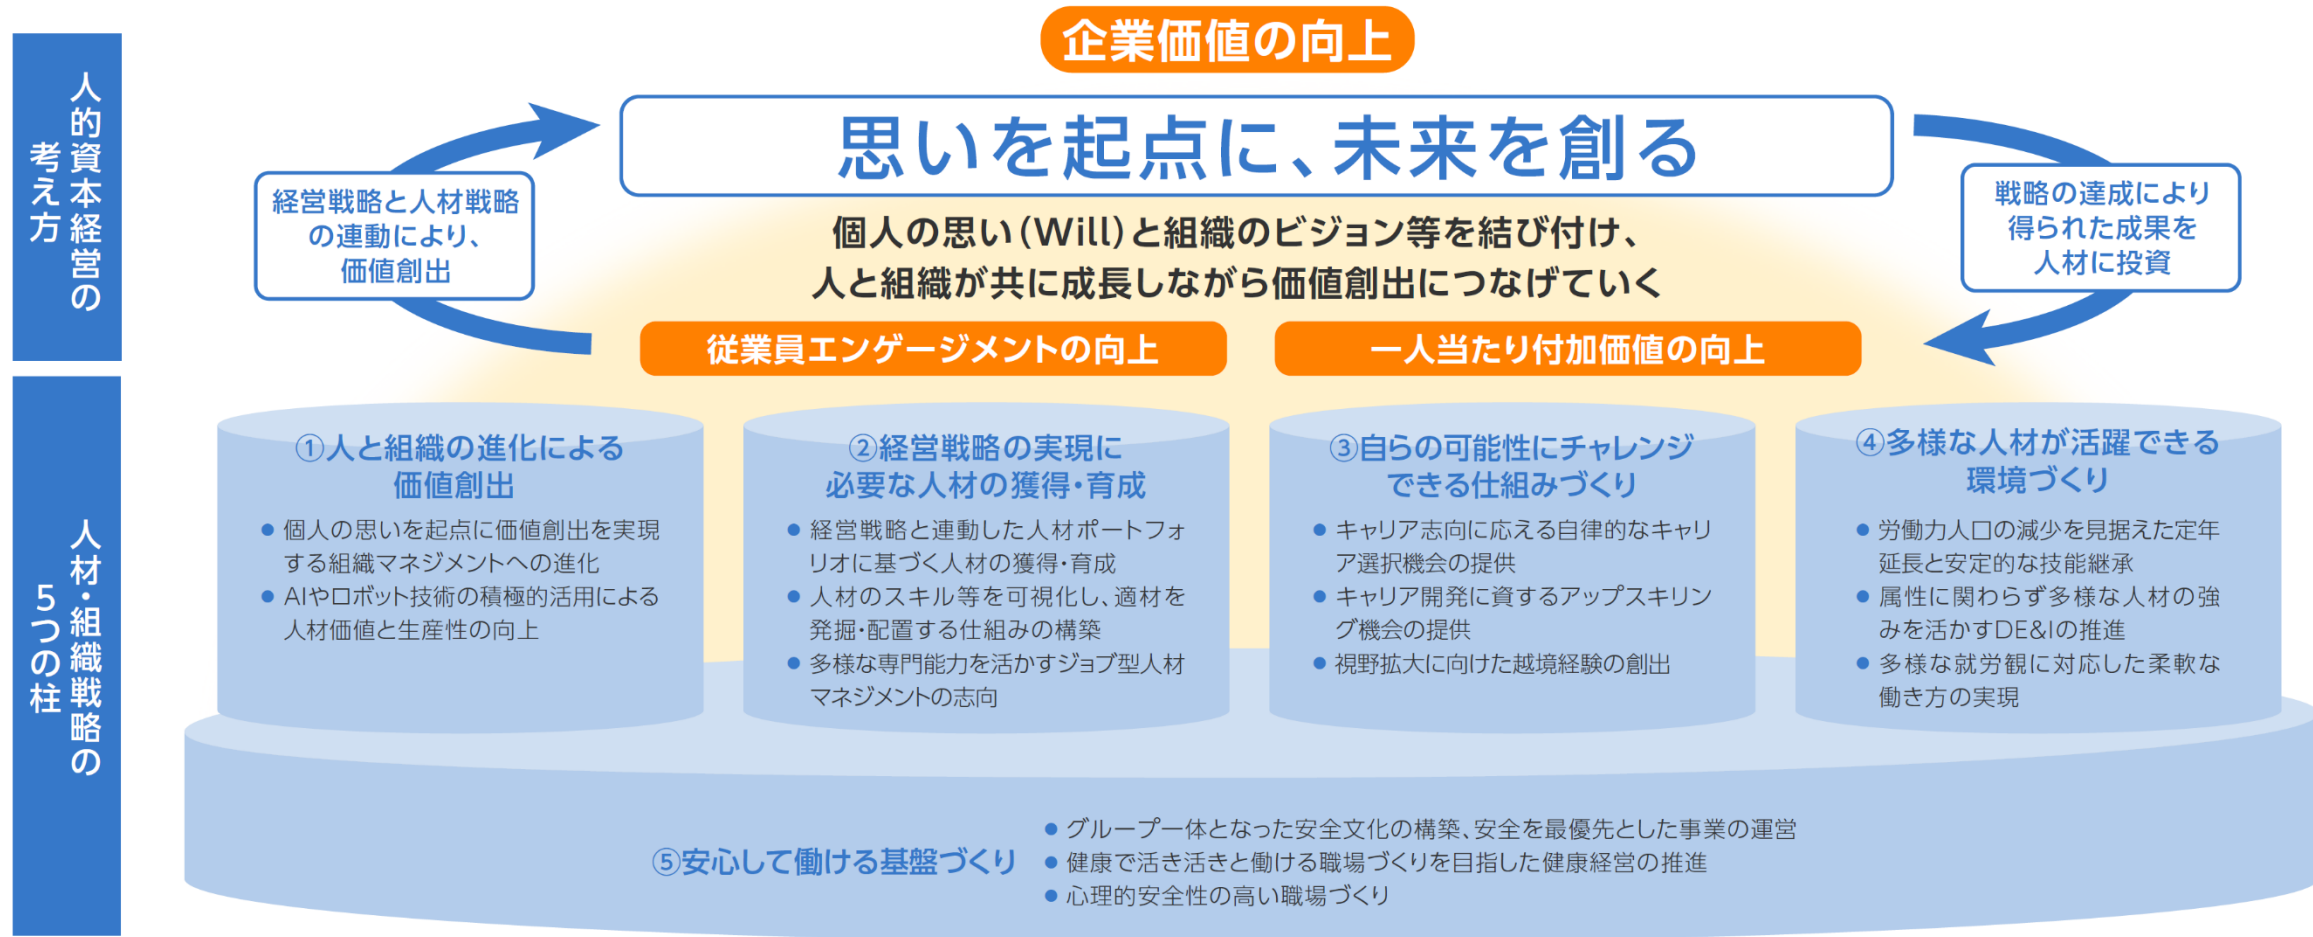 企業価値の向上
人的資本経営の
考え方
思いを起点に、未来を創る
経営戦略と人材戦略
の連動により、
価値創出
戦略の達成により
得られた成果を
人材に投資
個人の思い(Will)と組織のビジョン等を結び付け、
人と組織が共に成長しながら価値創出につなげていく
従業員エンゲージメントの向上
一人当たり付加価値の向上
人材・組織戦略の
5つの柱
①人と組織の進化による
価値創出
● 個人の思いを起点に価値創出を実現
する組織マネジメントへの進化
● AIやロボット技術の積極的活用による
人材価値と生産性の向上
②経営戦略の実現に
必要な人材の獲得・育成
● 経営戦略と連動した人材ポートフォ
リオに基づく人材の獲得・育成
● 人材のスキル等を可視化し、適材を
発掘・配置する仕組みの構築
● 多様な専門能力を活かすジョブ型人材
マネジメントの志向
③自らの可能性にチャレンジ
できる仕組みづくり
● キャリア志向に応える自律的なキャリ
ア選択機会の提供
● キャリア開発に資するアップスキリン
グ機会の提供
● 視野拡大に向けた越境経験の創出
④多様な人材が活躍できる
環境づくり
● 労働力人口の減少を見据えた定年
延長と安定的な技能継承
● 属性に関わらず多様な人材の強
みを活かすDE&Iの推進
● 多様な就労観に対応した柔軟な
働き方の実現
⑤安心して働ける基盤づくり
● グループ一体となった安全文化の構築、安全を最優先とした事業の運営
● 健康で活き活きと働ける職場づくりを目指した健康経営の推進
● 心理的安全性の高い職場づくり